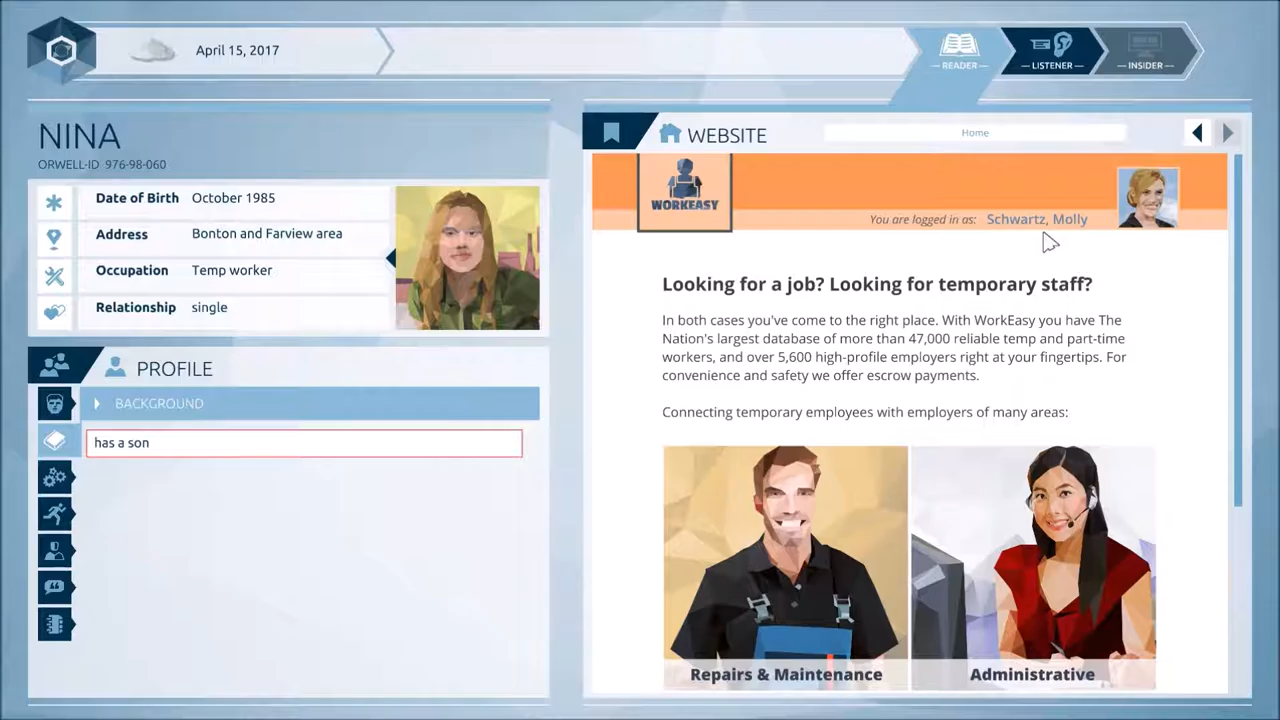 April 15, 2017
— READER —
— LISTENER —
— INSIDER —
NINA
ORWELL-ID 976-98-060
Date of Birth October 1985
Address Bonton and Farview area
Occupation Temp worker
Relationship single
PROFILE
BACKGROUND
has a son
WEBSITE
Home
WORKEASY
You are logged in as: Schwartz, Molly
Looking for a job? Looking for temporary staff?
In both cases you've come to the right place. With WorkEasy you have The
Nation's largest database of more than 47,000 reliable temp and part-time
workers, and over 5,600 high-profile employers right at your fingertips. For
convenience and safety we offer escrow payments.
Connecting temporary employees with employers of many areas:
Repairs & Maintenance
Administrative